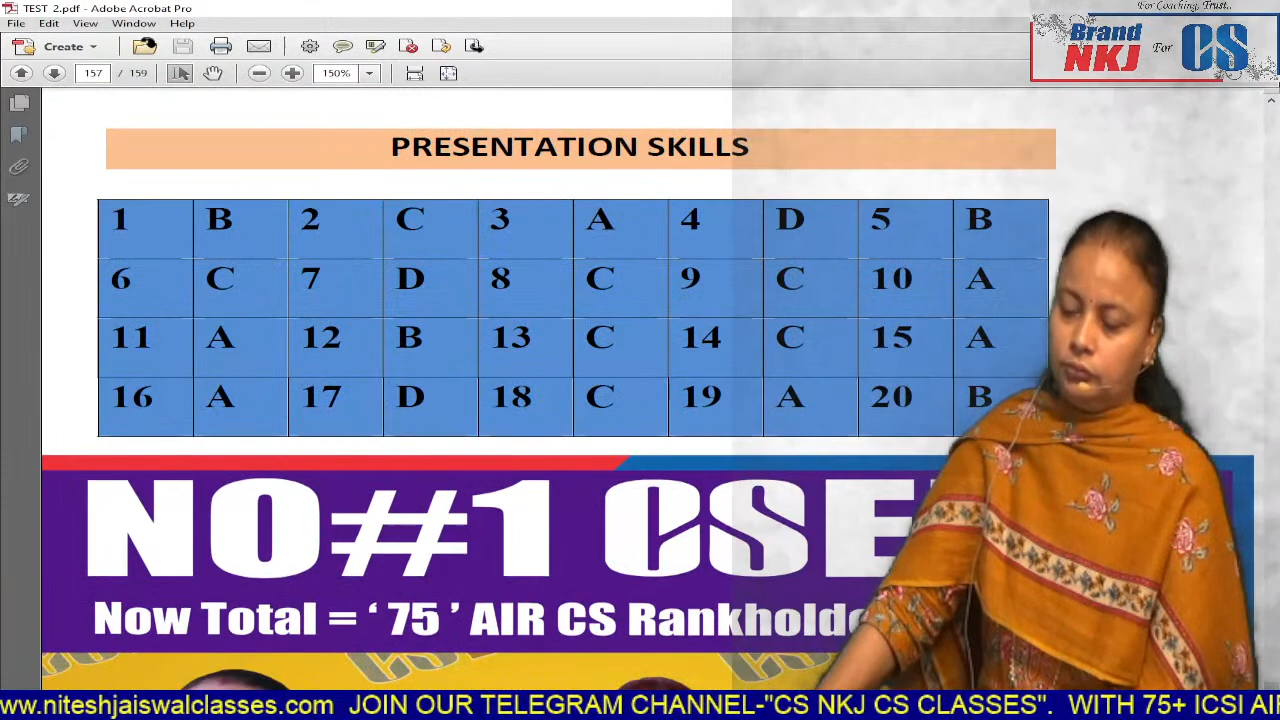 TEST 2.pdf - Adobe Acrobat Pro
For Coaching, Trust..
File Edit View Window Help
Create
Brand
NKJ
For
CS
157 / 159
150%
PRESENTATION SKILLS
1 B 2 C 3 A 4 D 5 B
6 C 7 D 8 C 9 C 10 A
11 A 12 B 13 C 14 C 15 A
16 A 17 D 18 C 19 A 20 B
NO#1 CSE
Now Total = ‘ 75 ’ AIR CS Rankholde
CSE
www.niteshjaiswalclasses.com JOIN OUR TELEGRAM CHANNEL-"CS NKJ CS CLASSES". WITH 75+ ICSI AI